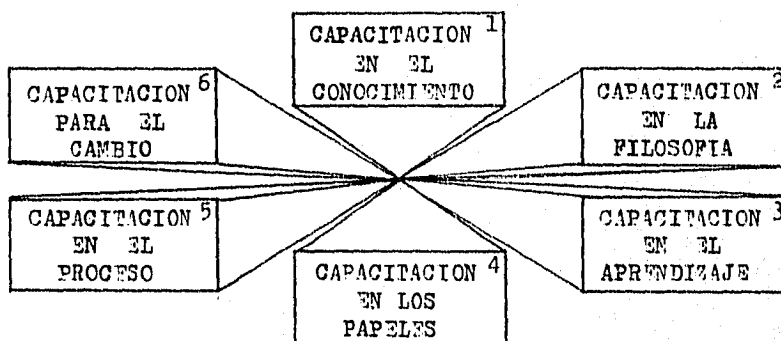 CAPACITACION 1
EN EL
CONOCIMIENTO
CAPACITACION 2
EN LA
FILOSOFIA
CAPACITACION 3
EN EL
APRENDIZAJE
CAPACITACION 4
EN LOS
PAPELES
CAPACITACION 5
EN EL
PROCESO
CAPACITACION 6
PARA EL
CAMBIO